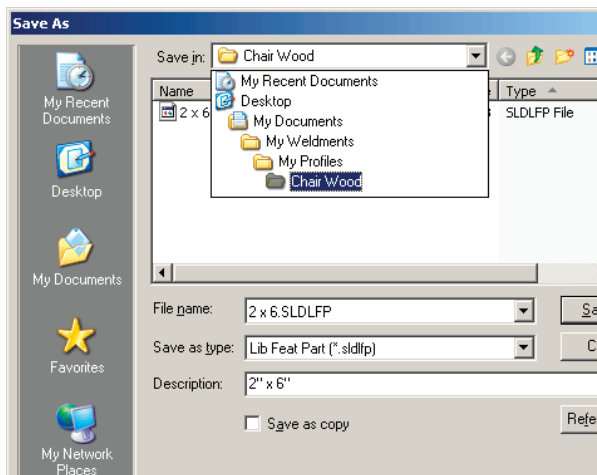 Save As
Save in: Chair Wood
My Recent Documents
Desktop
My Documents
My Weldments
My Profiles
Chair Wood
Name
Type
2 x 6
SLDLFP File
My Recent
Documents
Desktop
My Documents
Favorites
My Network
Places
File name: 2 x 6.SLDLFP
Save as type: Lib Feat Part (*.sldlfp)
Description: 2" x 6"
Save as copy